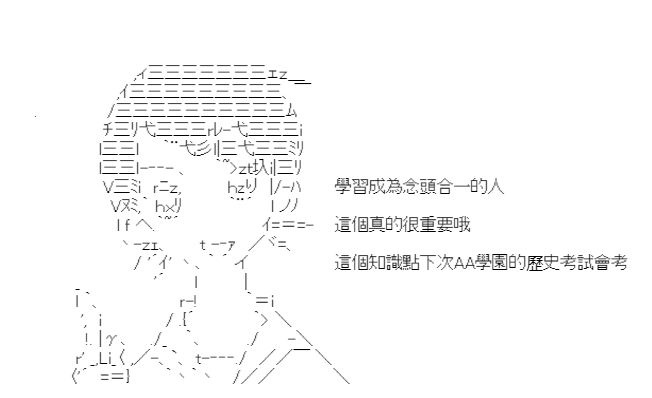 學習成為念頭合一的人
這個真的很重要哦
這個知識點下次AA學園的歷史考試會考